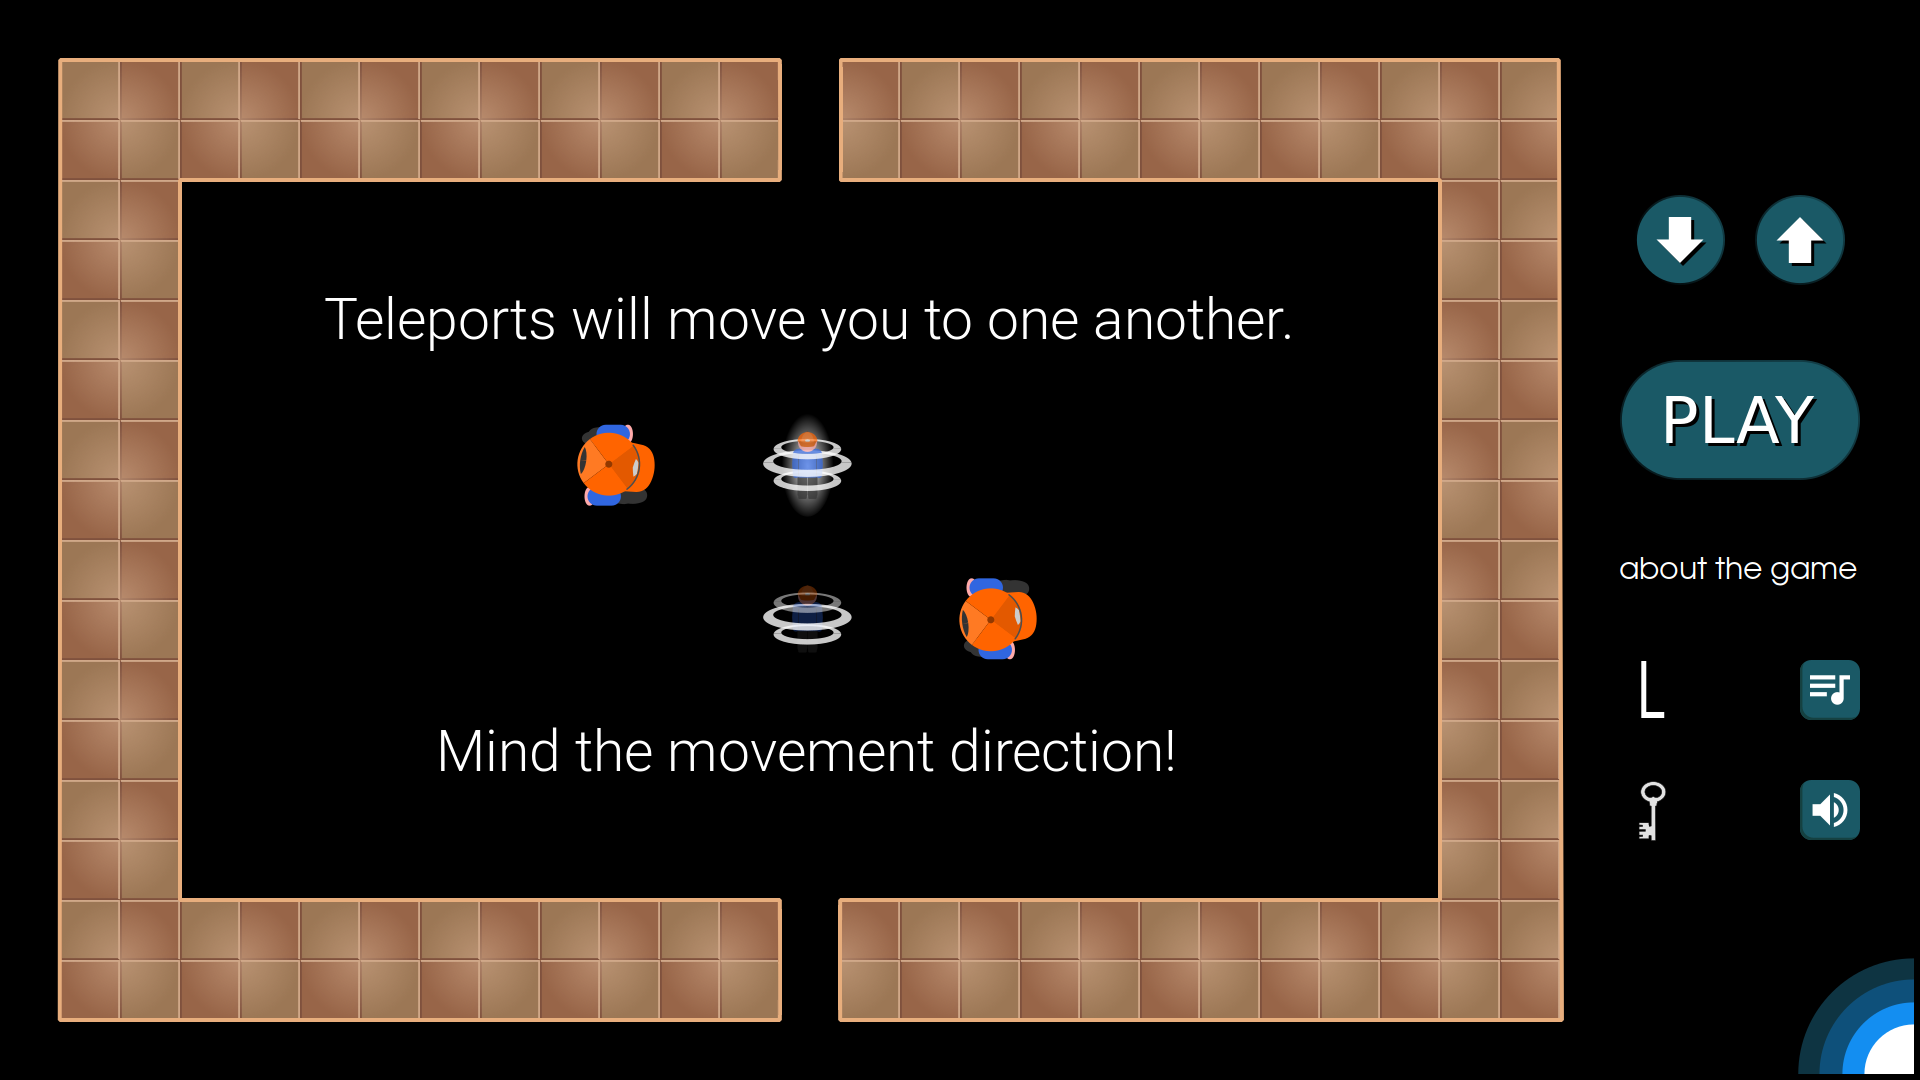 Teleports will move you to one another.
Mind the movement direction!
PLAY
about the game
L